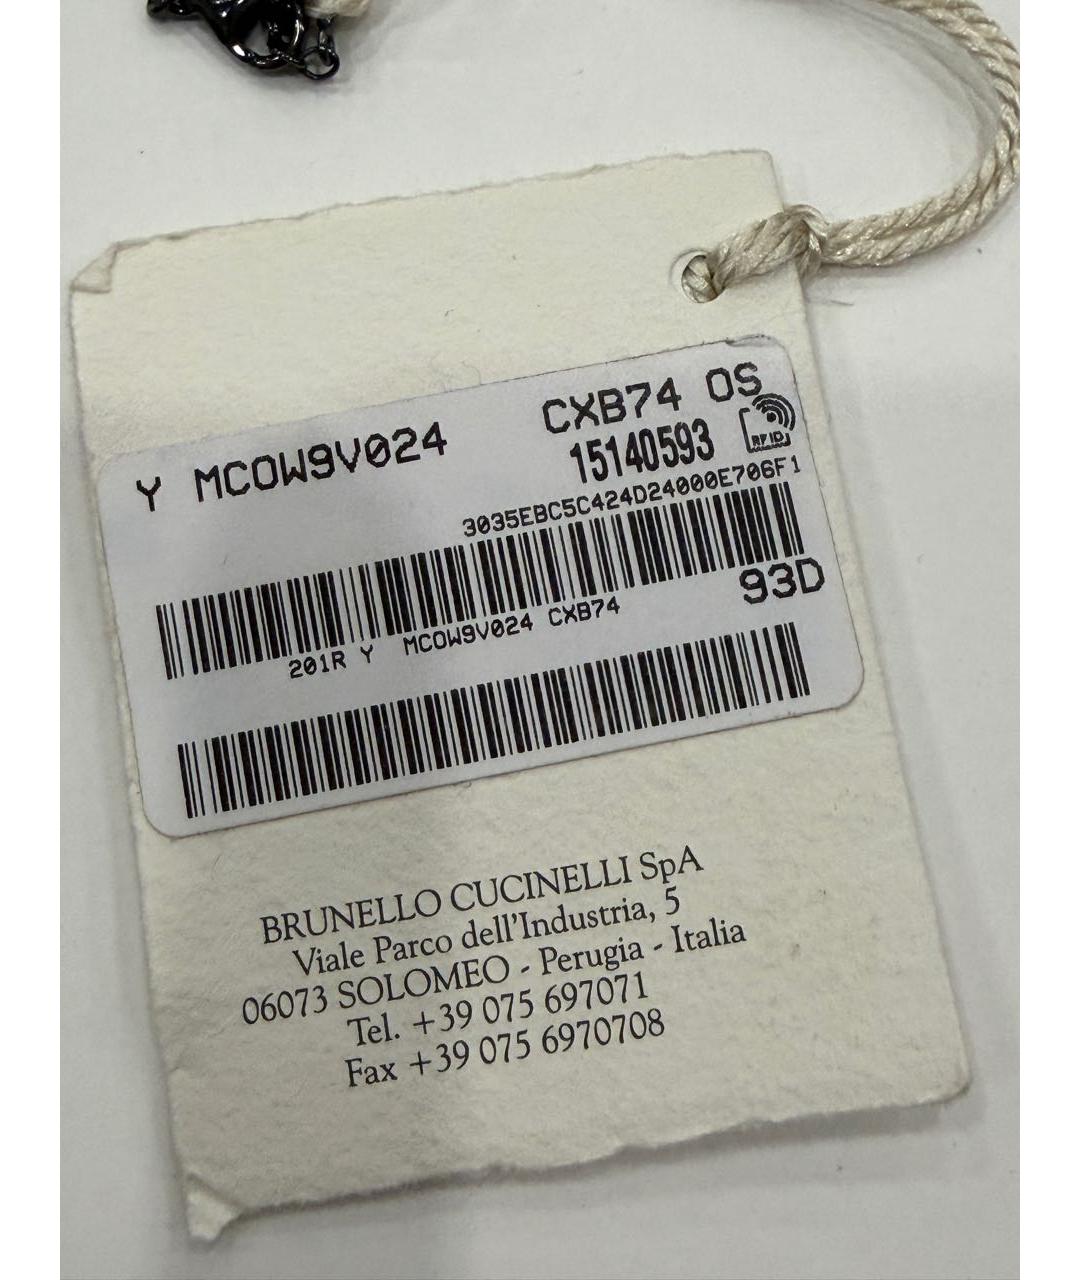 Y MCOW9V024 CXB74 OS
15140593
RFID
3035EBC5C424D24000E706F1
93D
201R Y MCOW9V024 CXB74
BRUNELLO CUCINELLI SpA
Viale Parco dell'Industria, 5
06073 SOLOMEO - Perugia - Italia
Tel. +39 075 697071
Fax +39 075 6970708